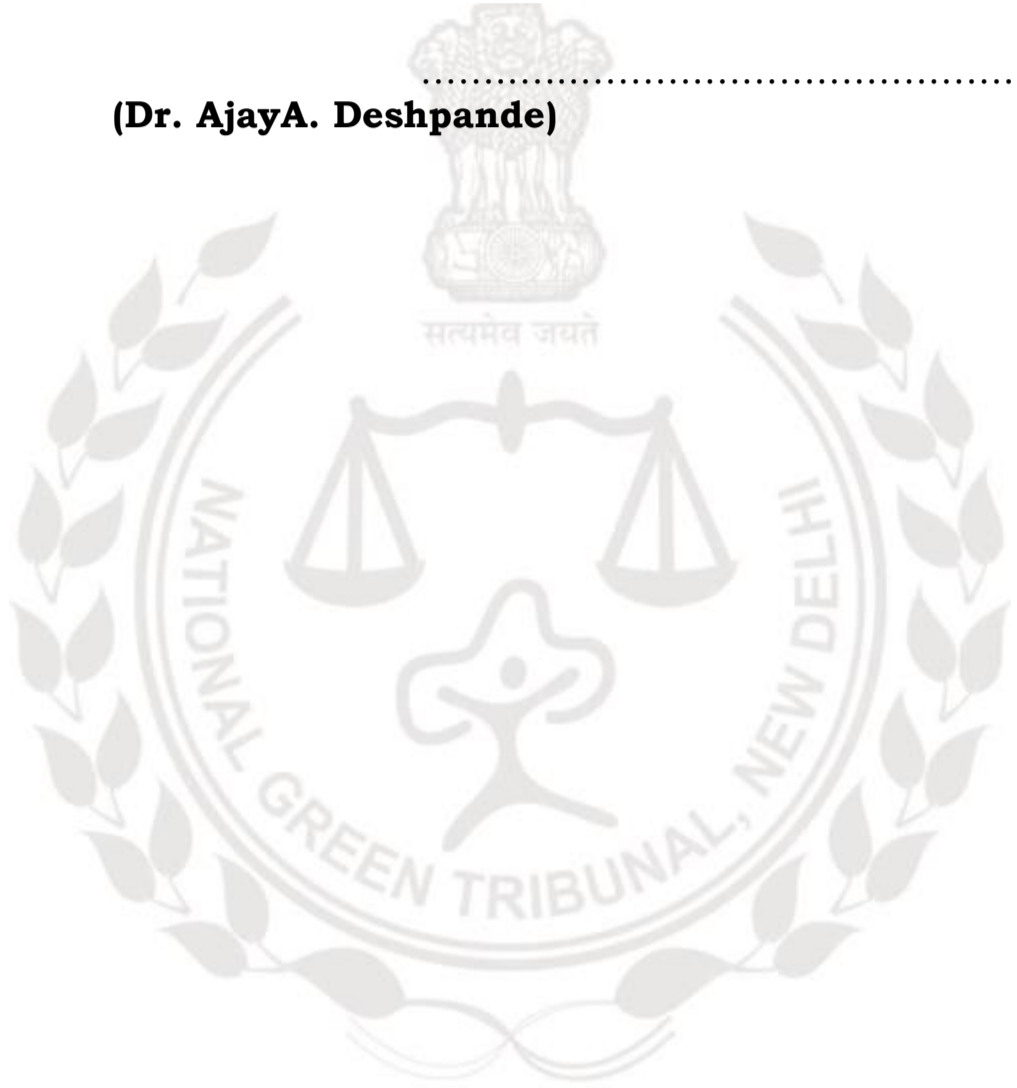 ……………………………………………
(Dr. AjayA. Deshpande)
सत्यमेव जयते
NATIONAL GREEN TRIBUNAL, NEW DELHI